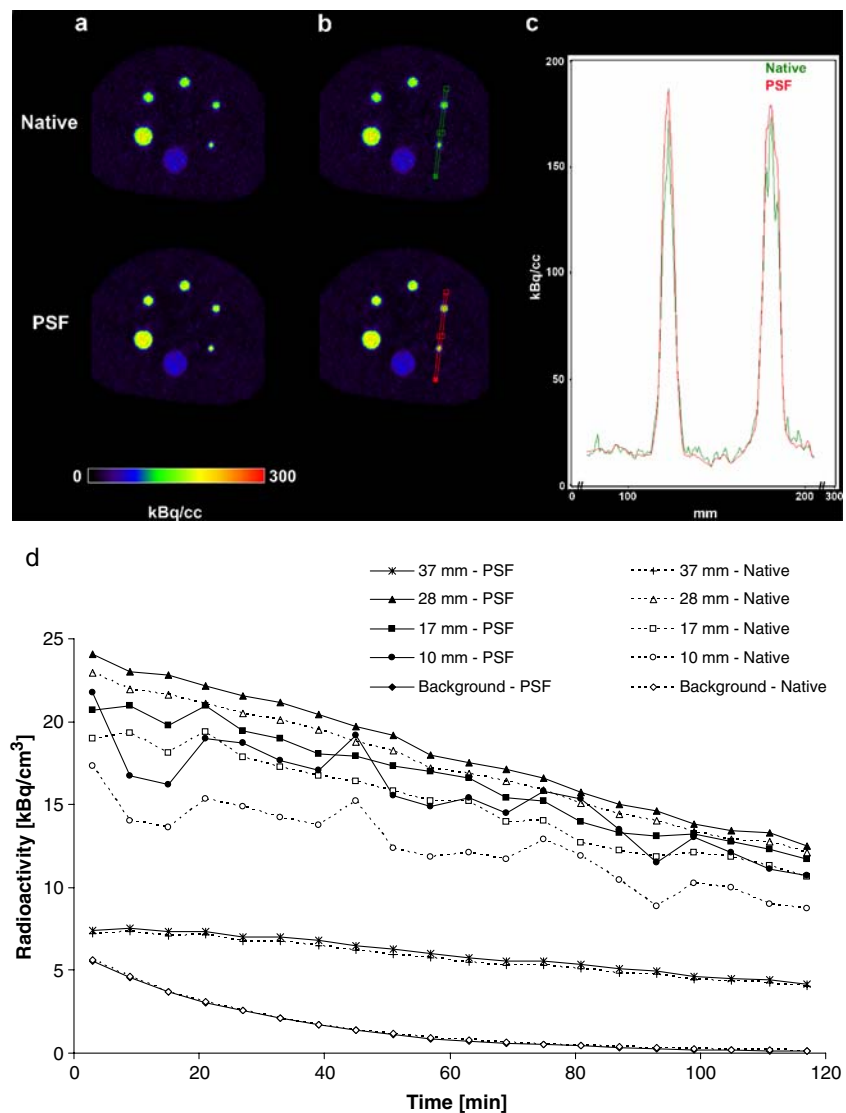 a
b
c
Native
PSF
0
300
kBq/cc
200
150
100
50
0
kBq/cc
Native
PSF
0
100
200
300
mm
d
37 mm - PSF
28 mm - PSF
17 mm - PSF
10 mm - PSF
Background - PSF
37 mm - Native
28 mm - Native
17 mm - Native
10 mm - Native
Background - Native
Radioactivity [kBq/cm³]
25
20
15
10
5
0
0
20
40
60
80
100
120
Time [min]